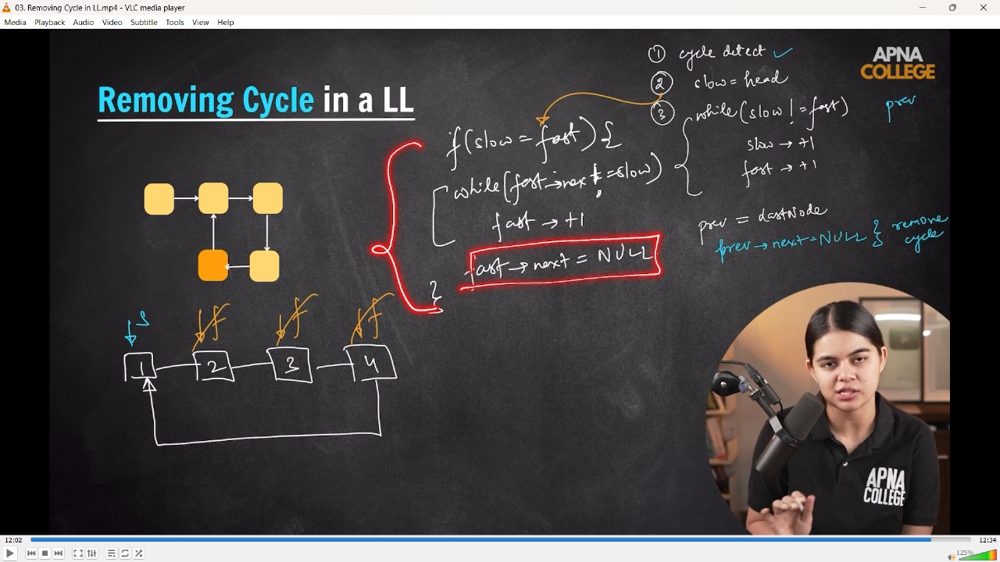 03. Removing Cycle in LL.mp4 - VLC media player
Media Playback Audio Video Subtitle Tools View Help
APNA
COLLEGE
Removing Cycle in a LL
① cycle detect ✓
② slow = head
③ while(slow != fast)
slow → +1
fast → +1
prev
prev = LastNode
prev → next = NULL } remove
cycle
if(slow = fast) {
while(fast → next != slow)
fast → +1
fast → next = NULL
}
s
f f f
1 2 3 4
APNA
COLLEGE
12:02
12:34
125%